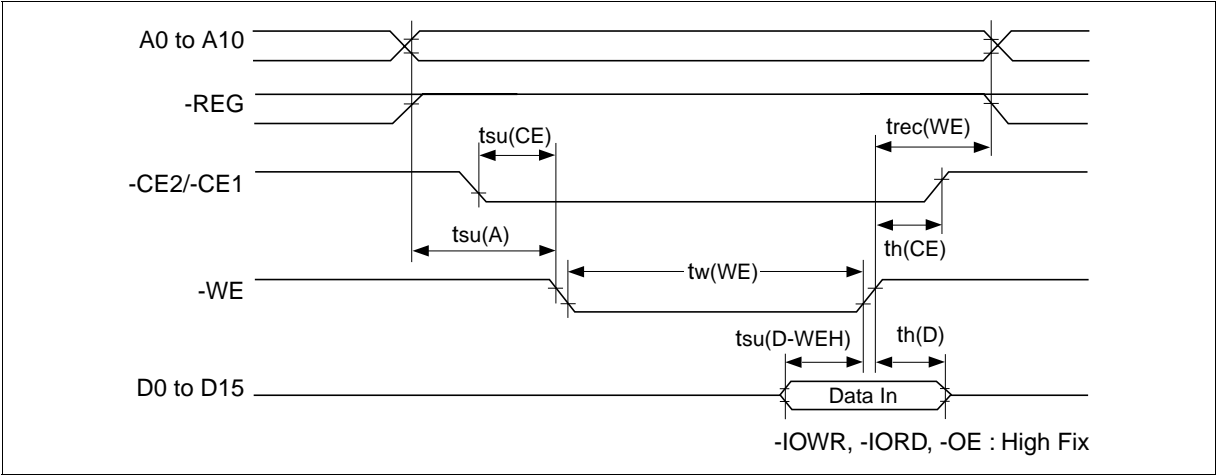 A0 to A10
-REG
tsu(CE)
trec(WE)
-CE2/-CE1
tsu(A)
th(CE)
tw(WE)
-WE
tsu(D-WEH)
th(D)
D0 to D15
Data In
-IOWR, -IORD, -OE : High Fix